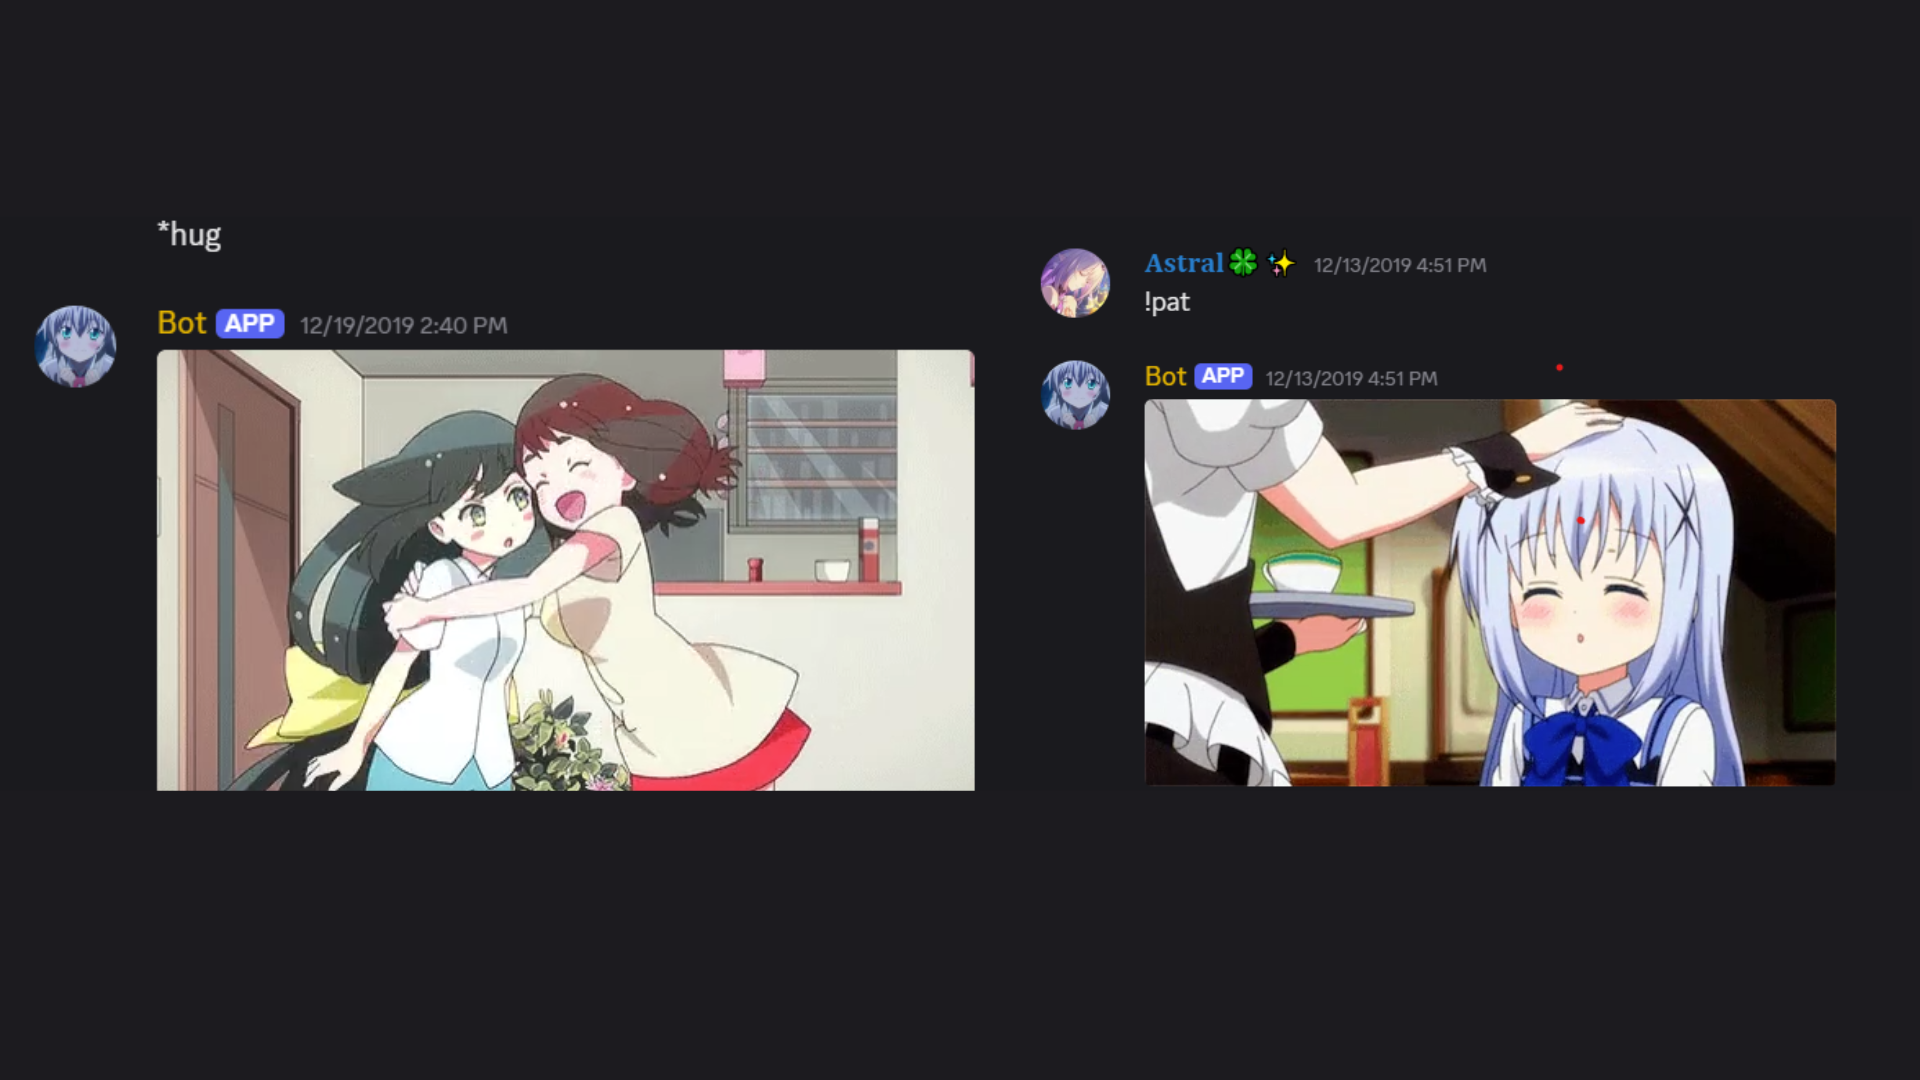 *hug
Bot APP 12/19/2019 2:40 PM
Astral🍀 ✨ 12/13/2019 4:51 PM
!pat
Bot APP 12/13/2019 4:51 PM